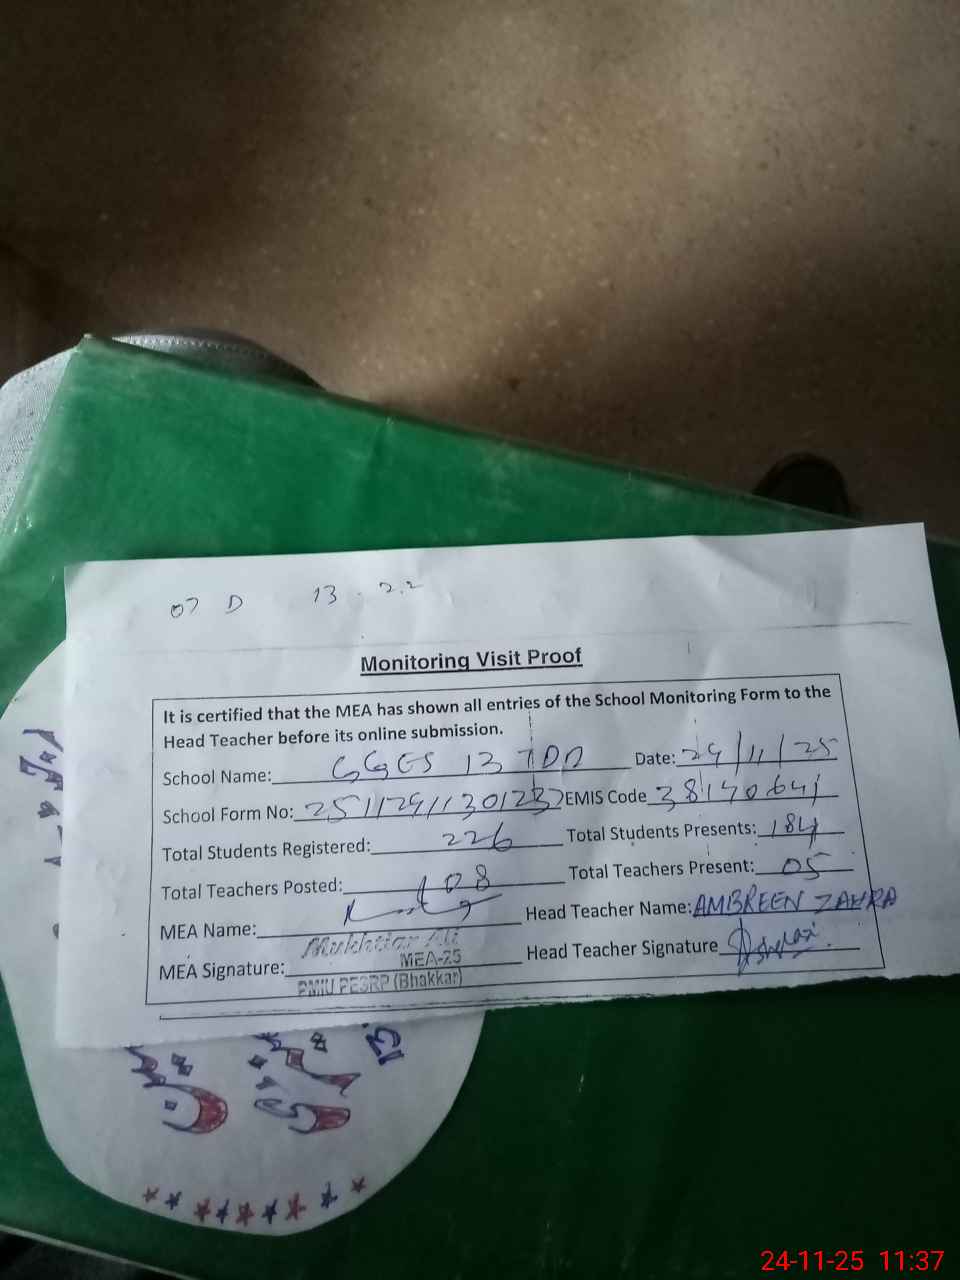 07 D 13 . 2.2
Monitoring Visit Proof
It is certified that the MEA has shown all entries of the School Monitoring Form to the
Head Teacher before its online submission.
School Name: GGES 13 TDA Date: 24/11/25
School Form No: EMIS Code 38140641
Total Students Registered: 226 Total Students Presents: 184
Total Teachers Posted: 08 Total Teachers Present: 05
MEA Name: Head Teacher Name: AMBREEN ZAHRA
Mukhtiar Ali
MEA Signature: MEA-25 Head Teacher Signature
PMIU PESRP (Bhakkar)
13
24-11-25 11:37